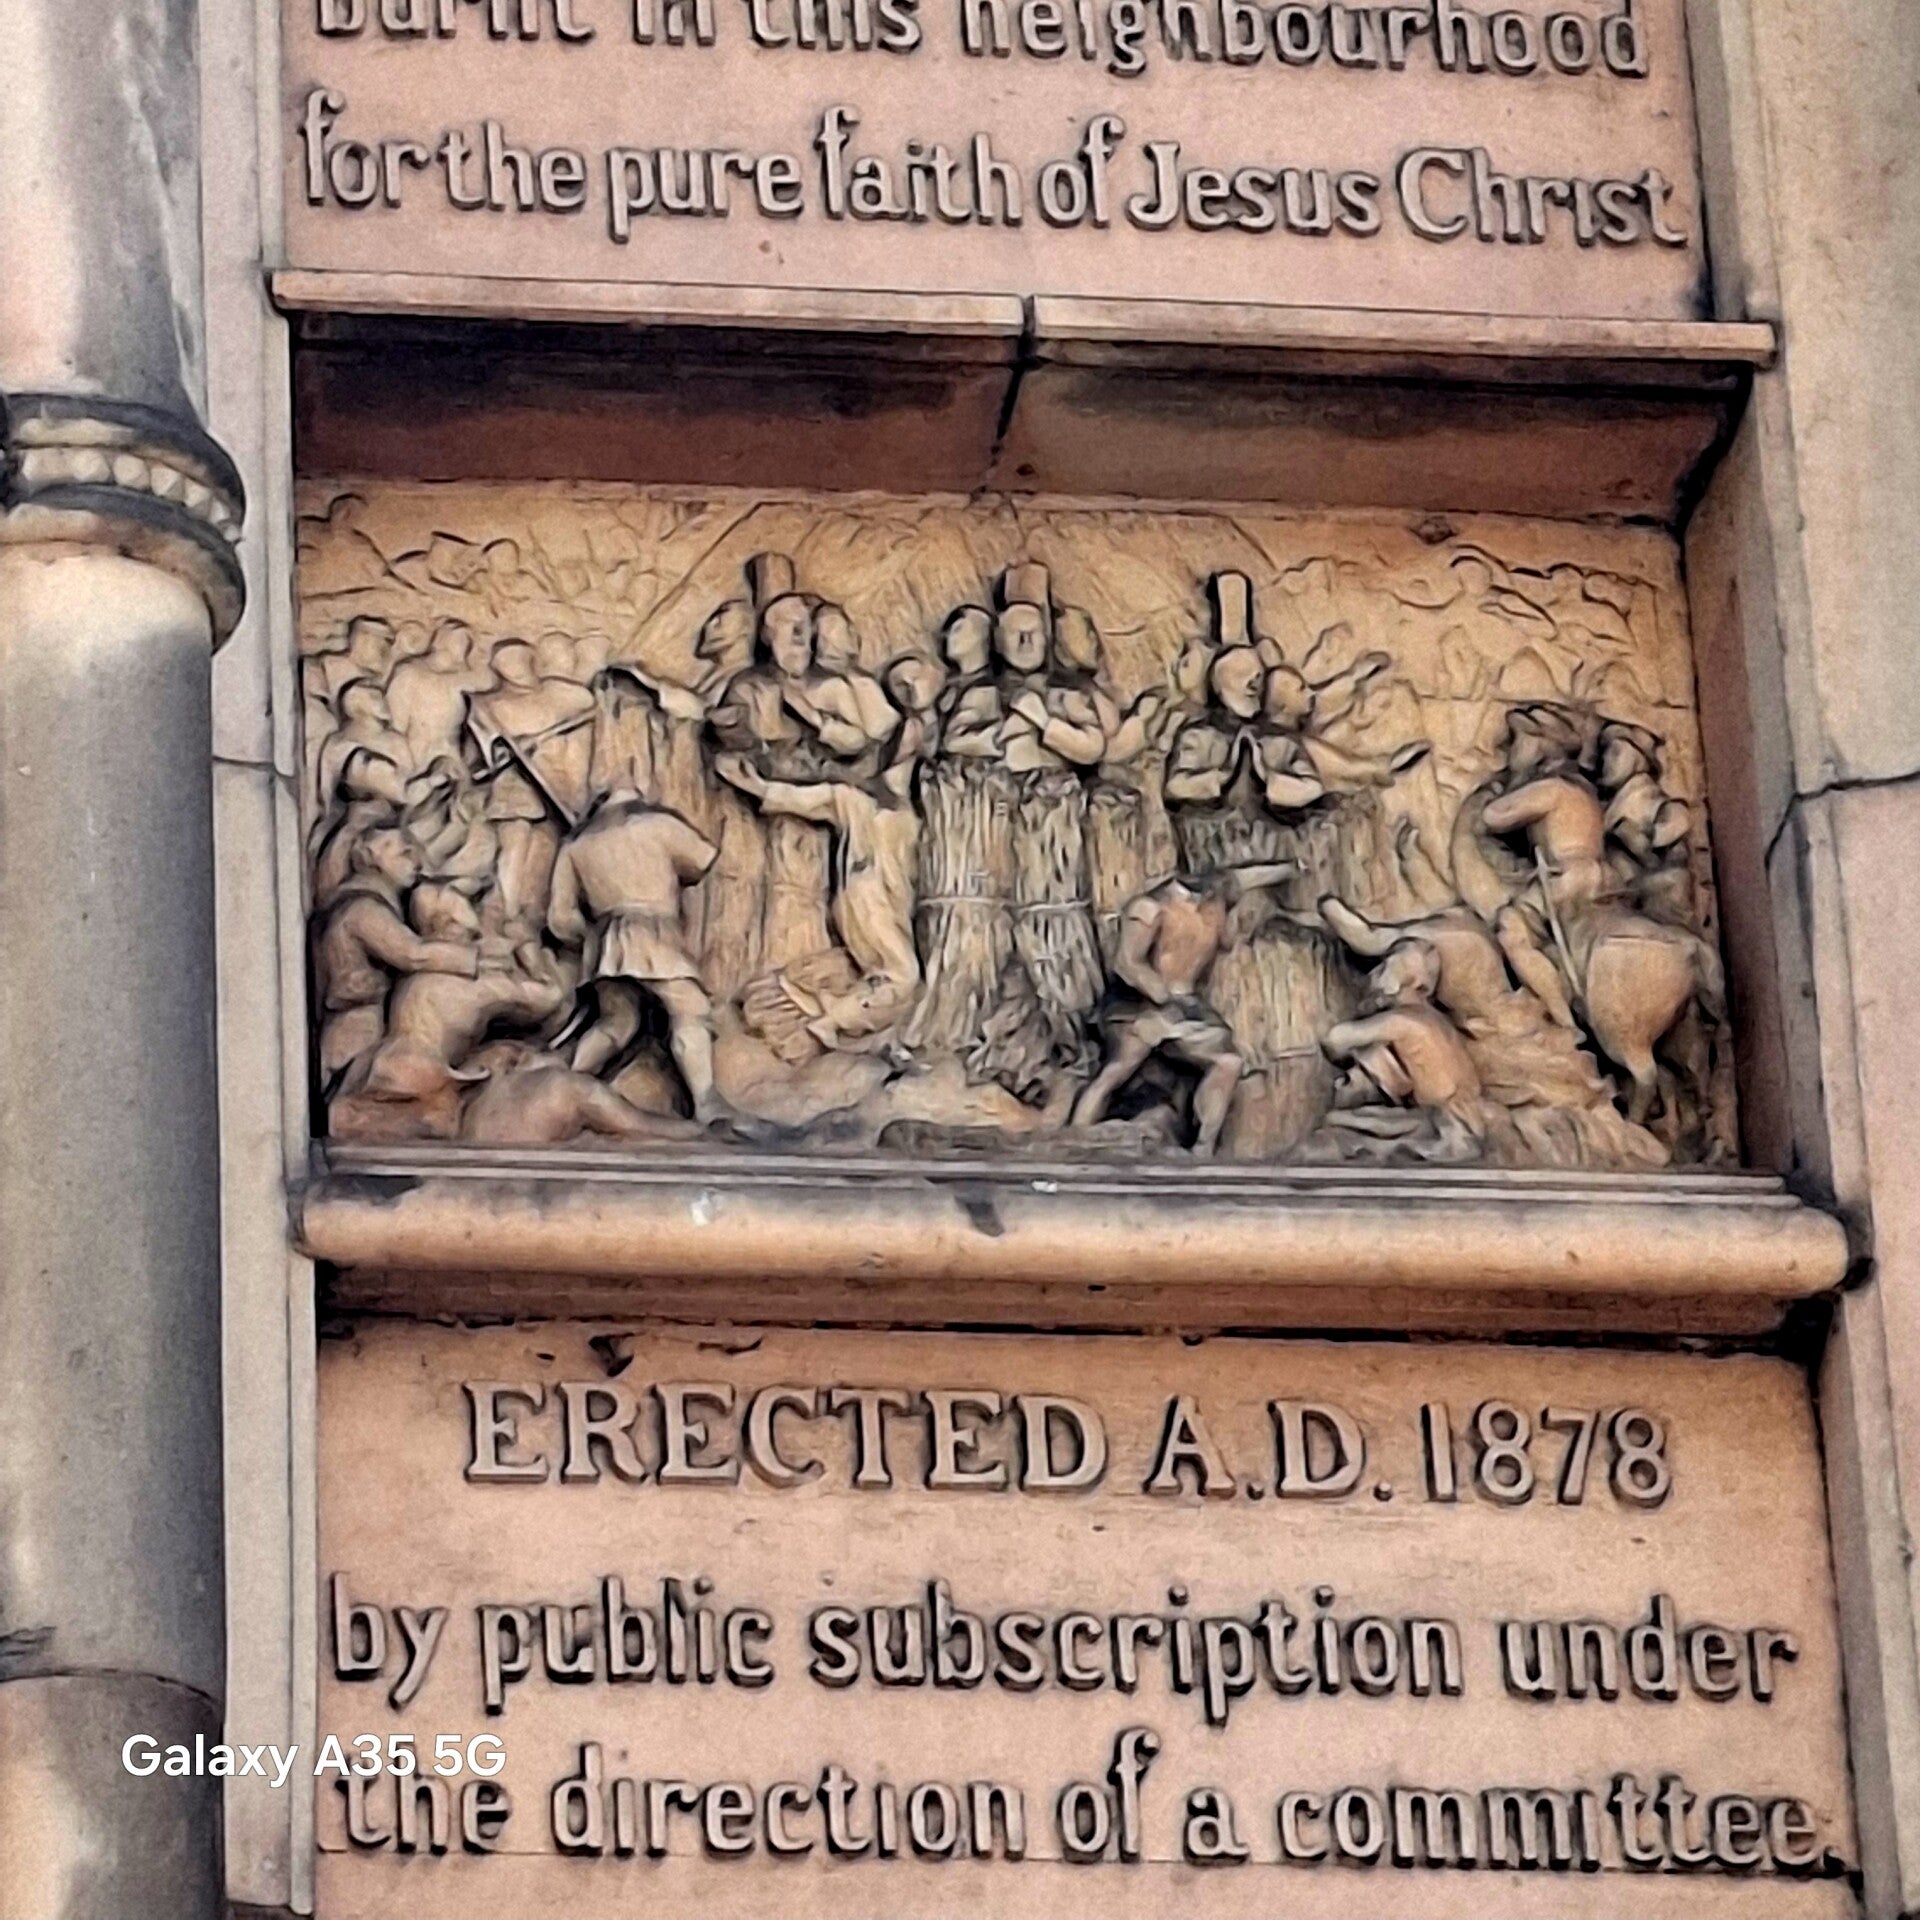 burnt in this neighbourhood
for the pure faith of Jesus Christ
ERECTED A.D. 1878
by public subscription under
the direction of a committee.
Galaxy A35 5G